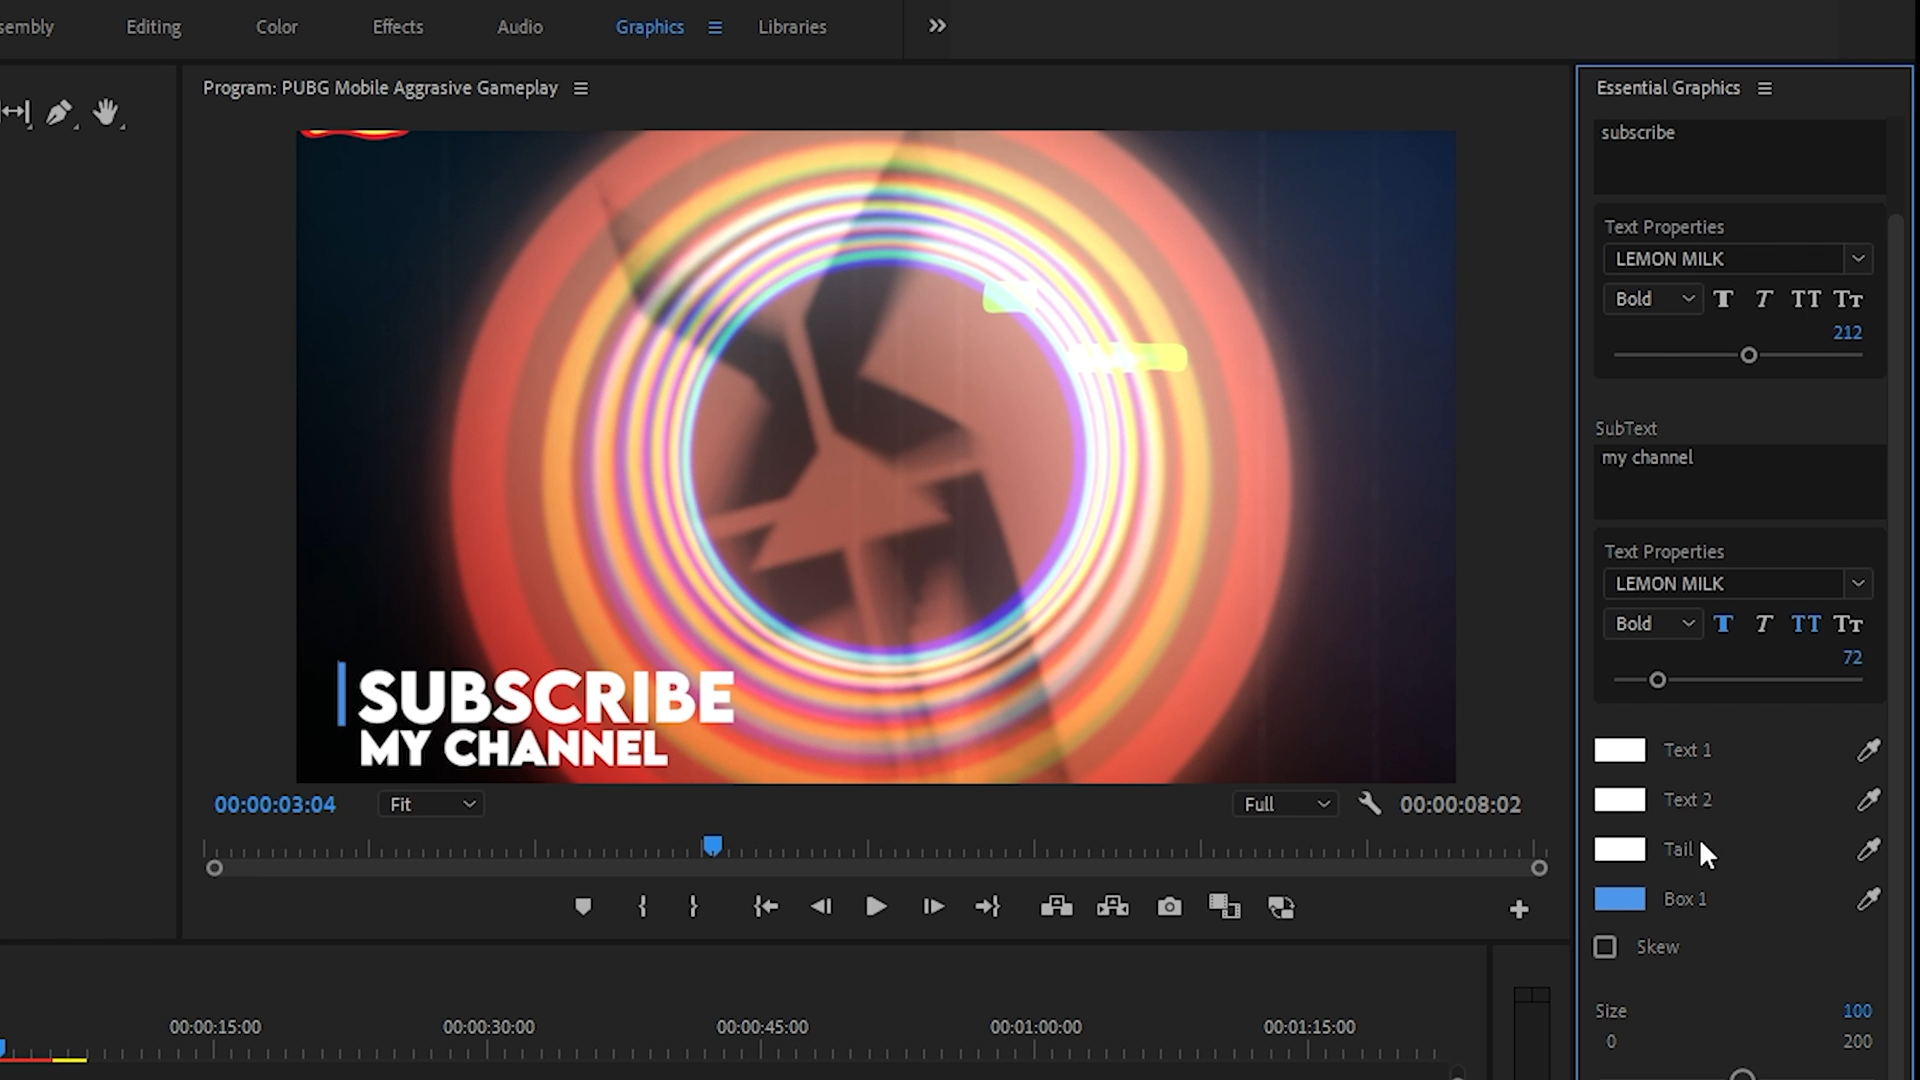 sembly Editing Color Effects Audio Graphics Libraries
Program: PUBG Mobile Aggrasive Gameplay
SUBSCRIBE
MY CHANNEL
00:00:03:04 Fit Full 00:00:08:02
00:00:15:00 00:00:30:00 00:00:45:00 00:01:00:00 00:01:15:00
Essential Graphics
subscribe
Text Properties
LEMON MILK
Bold T T TT TT
212
SubText
my channel
Text Properties
LEMON MILK
Bold T T TT TT
72
Text 1
Text 2
Tail
Box 1
Skew
Size 100
0 200